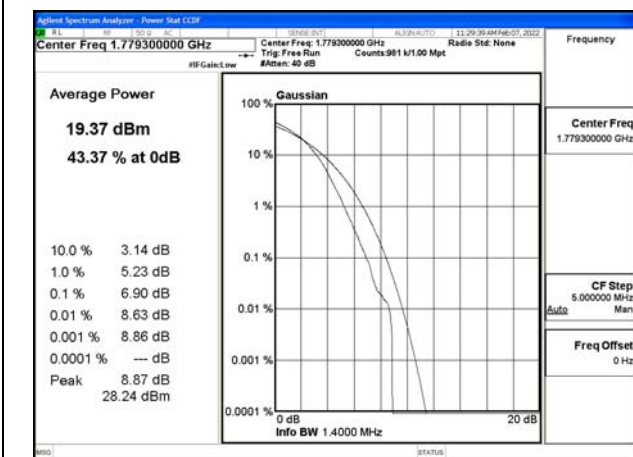 Agilent Spectrum Analyzer - Power Stat CCDF
RL RF 50 Ω AC SENSE:INT ALIGN AUTO 11:29:39 AM Feb 07, 2022
Center Freq 1.779300000 GHz
Center Freq: 1.779300000 GHz Radio Std: None
Trig: Free Run Counts:981 k/1.00 Mpt
#IFGain:Low #Atten: 40 dB
Frequency
Average Power
19.37 dBm
43.37 % at 0dB
10.0 % 3.14 dB
1.0 % 5.23 dB
0.1 % 6.90 dB
0.01 % 8.63 dB
0.001 % 8.86 dB
0.0001 % --- dB
Peak 8.87 dB
28.24 dBm
Gaussian
100 %
10 %
1 %
0.1 %
0.01 %
0.001 %
0.0001 %
0 dB 20 dB
Info BW 1.4000 MHz
Center Freq
1.779300000 GHz
CF Step
5.000000 MHz
Auto Man
Freq Offset
0 Hz
MSG STATUS